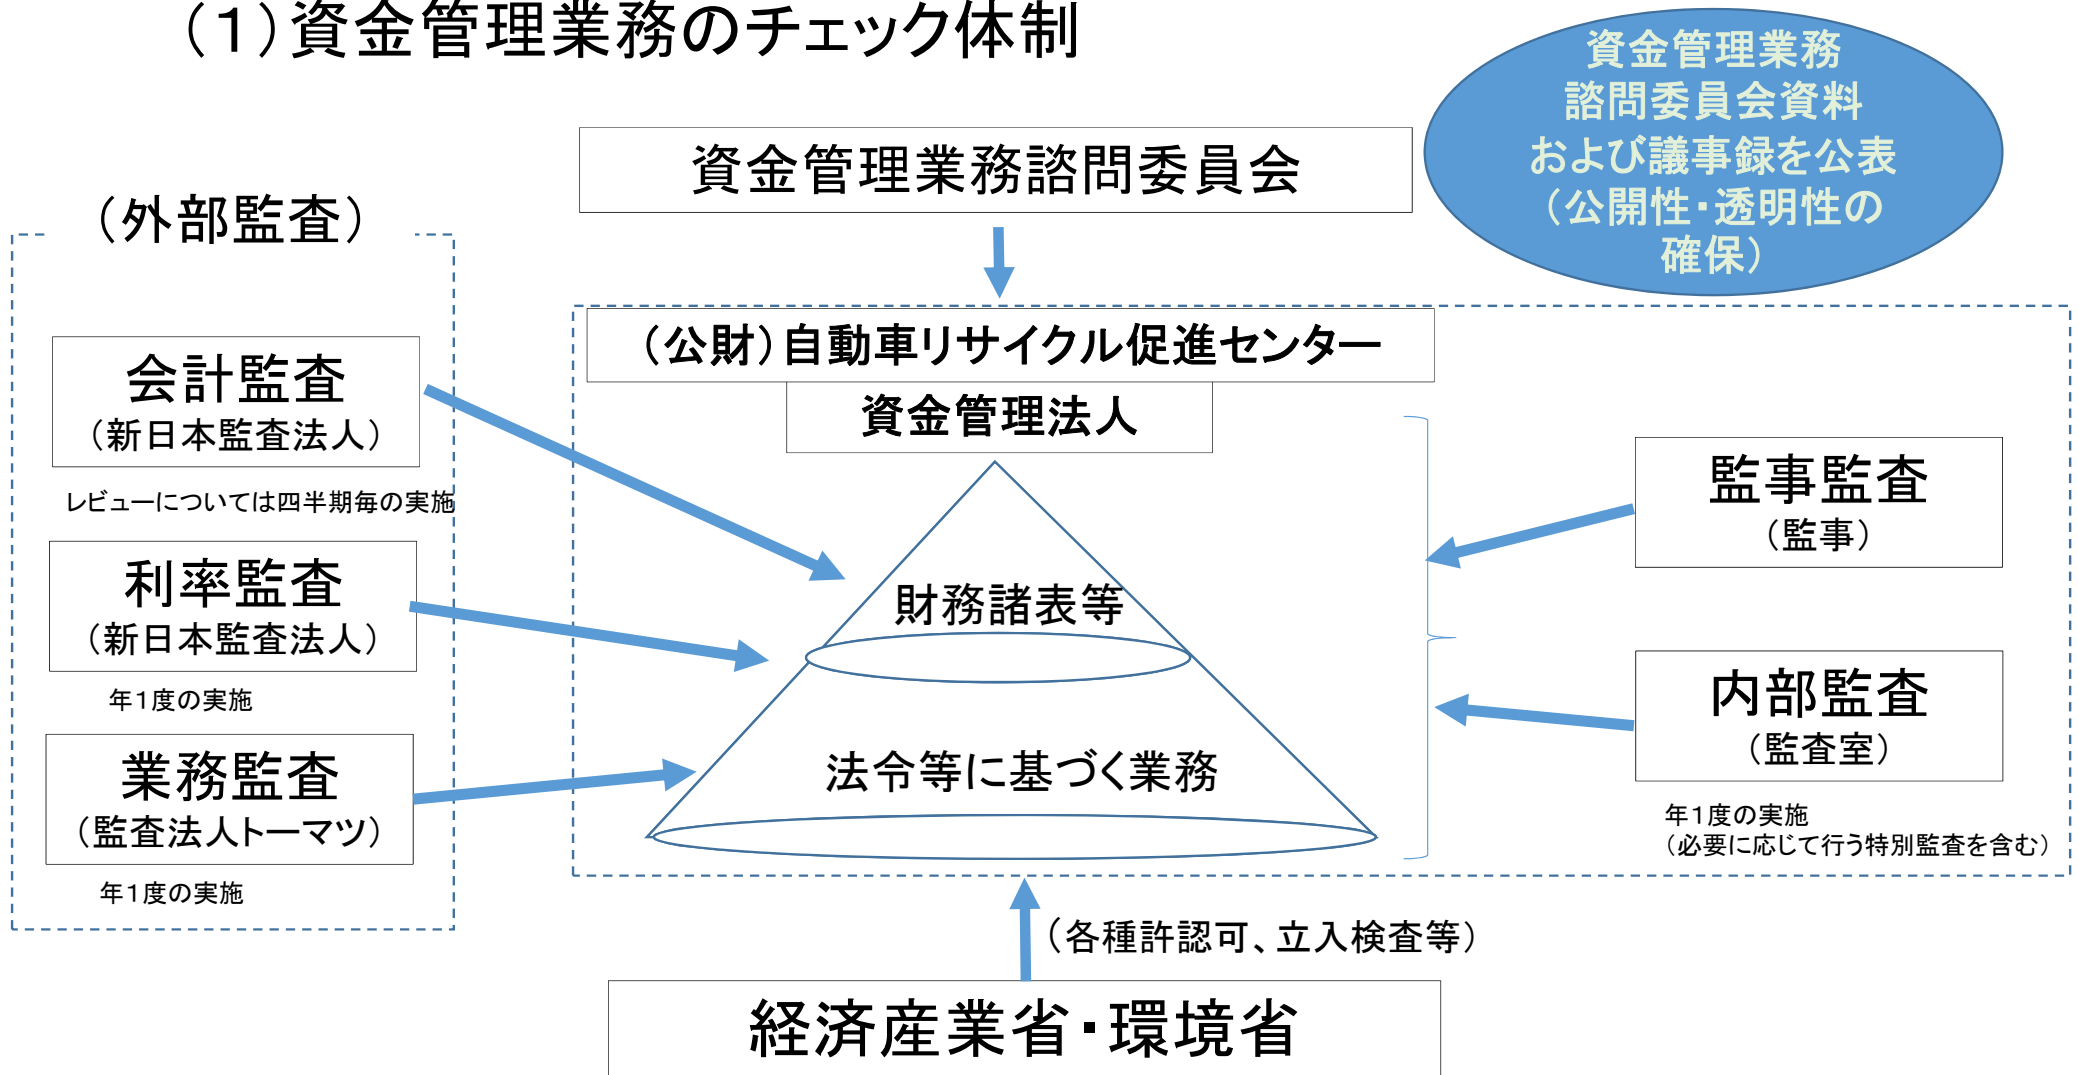 （１）資金管理業務のチェック体制
資金管理業務
諮問委員会資料
および議事録を公表
（公開性・透明性の
確保）
資金管理業務諮問委員会
（外部監査）
（公財）自動車リサイクル促進センター
資金管理法人
会計監査
（新日本監査法人）
レビューについては四半期毎の実施
利率監査
（新日本監査法人）
年１度の実施
業務監査
（監査法人トーマツ）
年１度の実施
財務諸表等
法令等に基づく業務
監事監査
（監事）
内部監査
（監査室）
年１度の実施
（必要に応じて行う特別監査を含む）
（各種許認可、立入検査等）
経済産業省・環境省